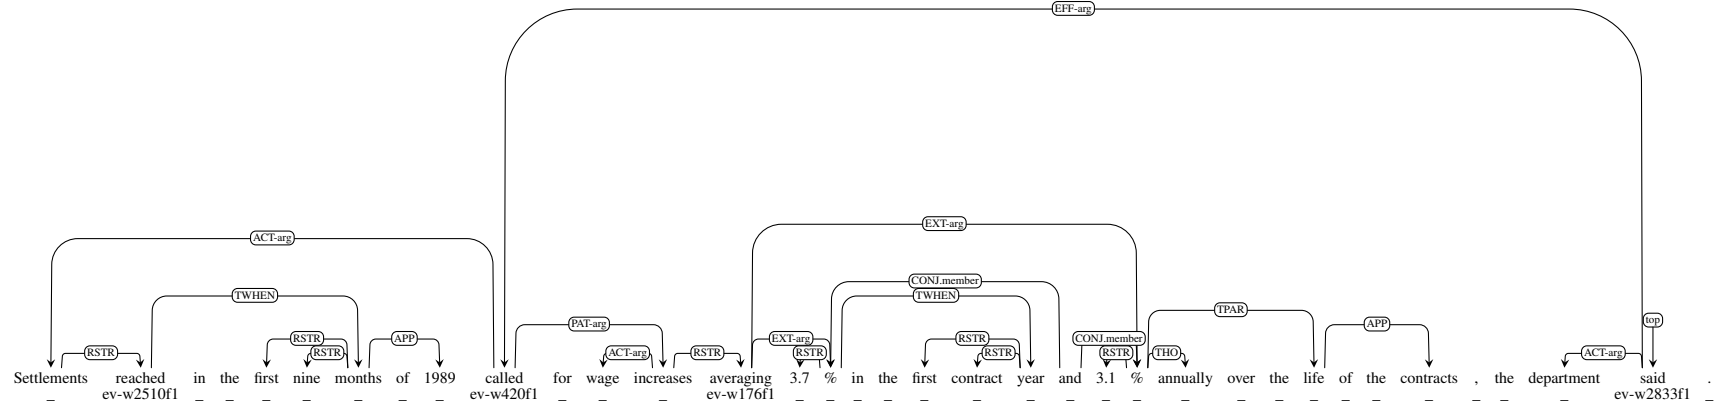 EFF-arg
EXT-arg
ACT-arg
CONJ.member
TWHEN TWHEN
TPAR
top
PAT-arg APP
RSTR APP EXT-arg RSTR CONJ.member
RSTR RSTR ACT-arg RSTR RSTR RSTR RSTR THO ACT-arg
Settlements reached in the first nine months of 1989 called for wage increases averaging 3.7 % in the first contract year and 3.1 % annually over the life of the contracts , the department said .
_ ev-w2510f1 _ _ _ _ _ _ _ ev-w420f1 _ _ _ ev-w176f1 _ _ _ _ _ _ _ _ _ _ _ _ _ _ _ _ _ _ _ _ ev-w2833f1 _